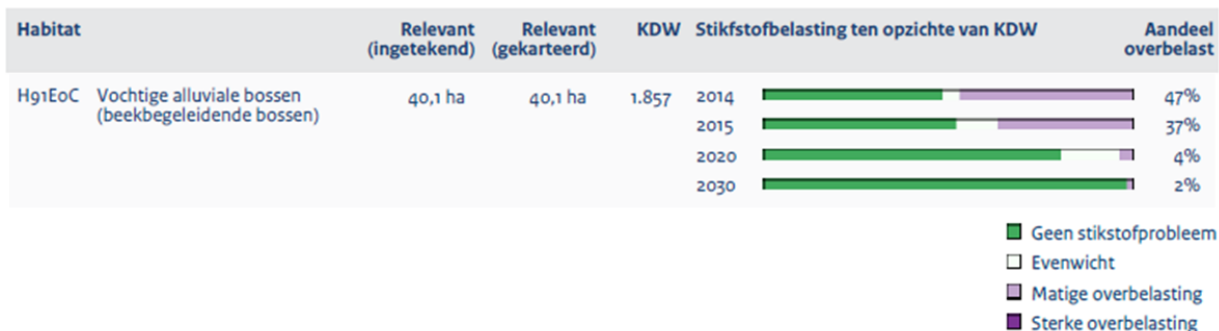 Habitat Relevant (ingetekend) Relevant (gekarteerd) KDW Stikfstofbelasting ten opzichte van KDW Aandeel overbelast
H91E0C Vochtige alluviale bossen (beekbegeleidende bossen) 40,1 ha 40,1 ha 1.857
2014 47%
2015 37%
2020 4%
2030 2%
Geen stikstofprobleem
Evenwicht
Matige overbelasting
Sterke overbelasting